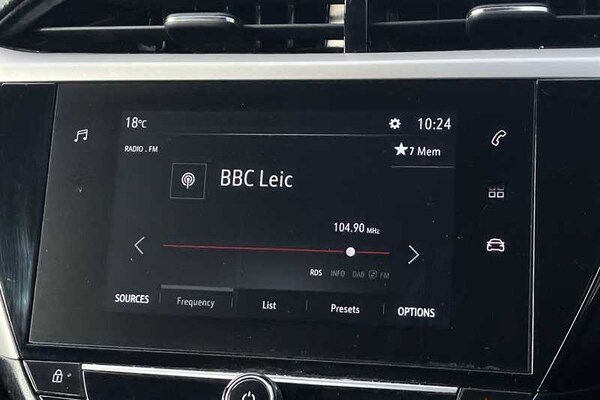 18°C 10:24
RADIO . FM ★7 Mem
BBC Leic
104.90 MHz
RDS INFO DAB FM
SOURCES Frequency List Presets OPTIONS